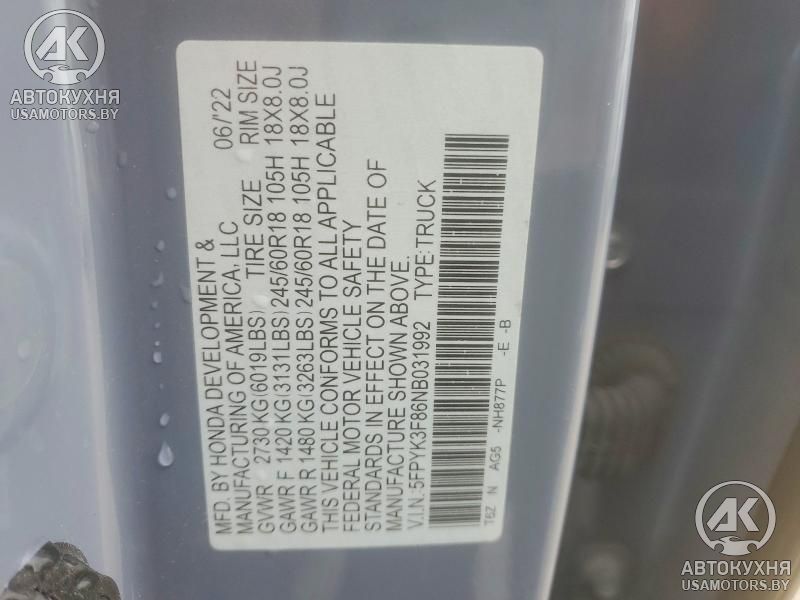 AK
АВТОКУХНЯ
USAMOTORS.BY
MFD. BY HONDA DEVELOPMENT &
MANUFACTURING OF AMERICA, LLC 06/'22
GVWR 2730 KG (6019LBS) TIRE SIZE RIM SIZE
GAWR F 1420 KG (3131LBS) 245/60R18 105H 18X8.0J
GAWR R 1480 KG (3263LBS) 245/60R18 105H 18X8.0J
THIS VEHICLE CONFORMS TO ALL APPLICABLE
FEDERAL MOTOR VEHICLE SAFETY
STANDARDS IN EFFECT ON THE DATE OF
MANUFACTURE SHOWN ABOVE.
V.I.N.:5FPYK3F86NB031992 TYPE:TRUCK
T6Z N AG5 -NH877P -E -B
AK
АВТОКУХНЯ
USAMOTORS.BY